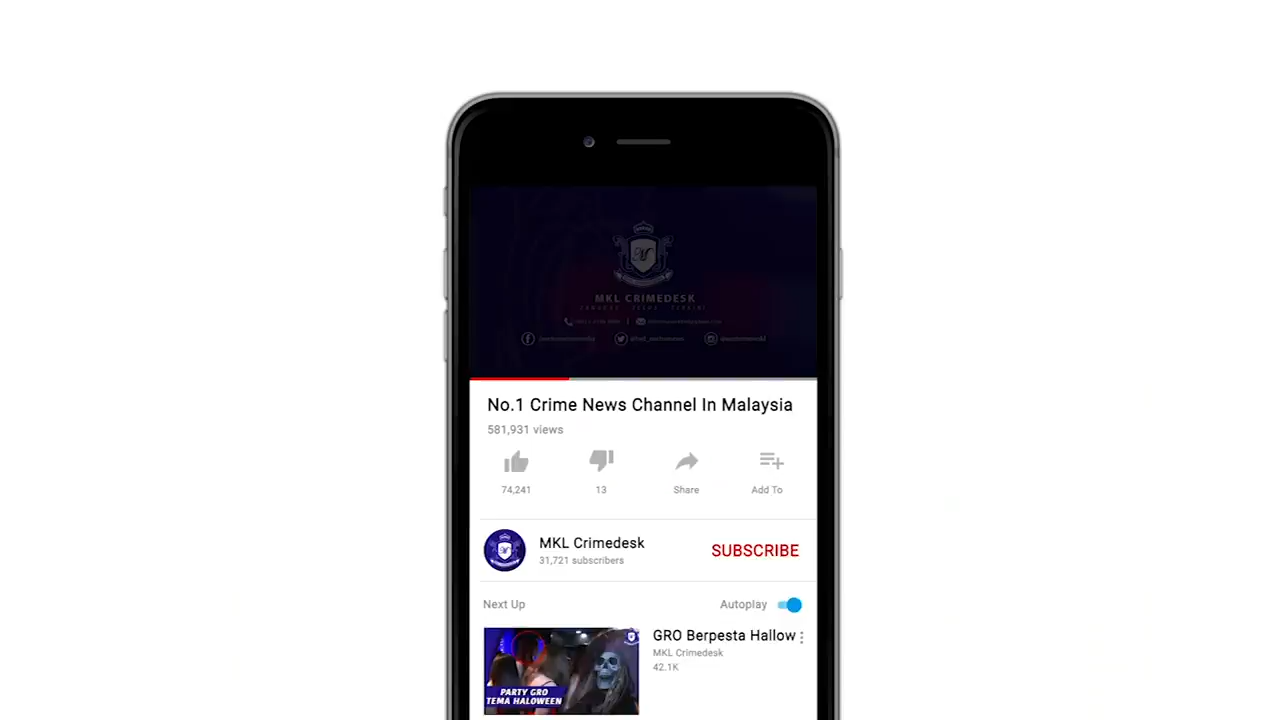 MKL CRIMEDESK
No.1 Crime News Channel In Malaysia
581,931 views
74,241
13
Share
Add To
MKL Crimedesk
31,721 subscribers
SUBSCRIBE
Next Up
Autoplay
GRO Berpesta Hallow
MKL Crimedesk
42.1K
PARTY GRO
TEMA HALOWEEN